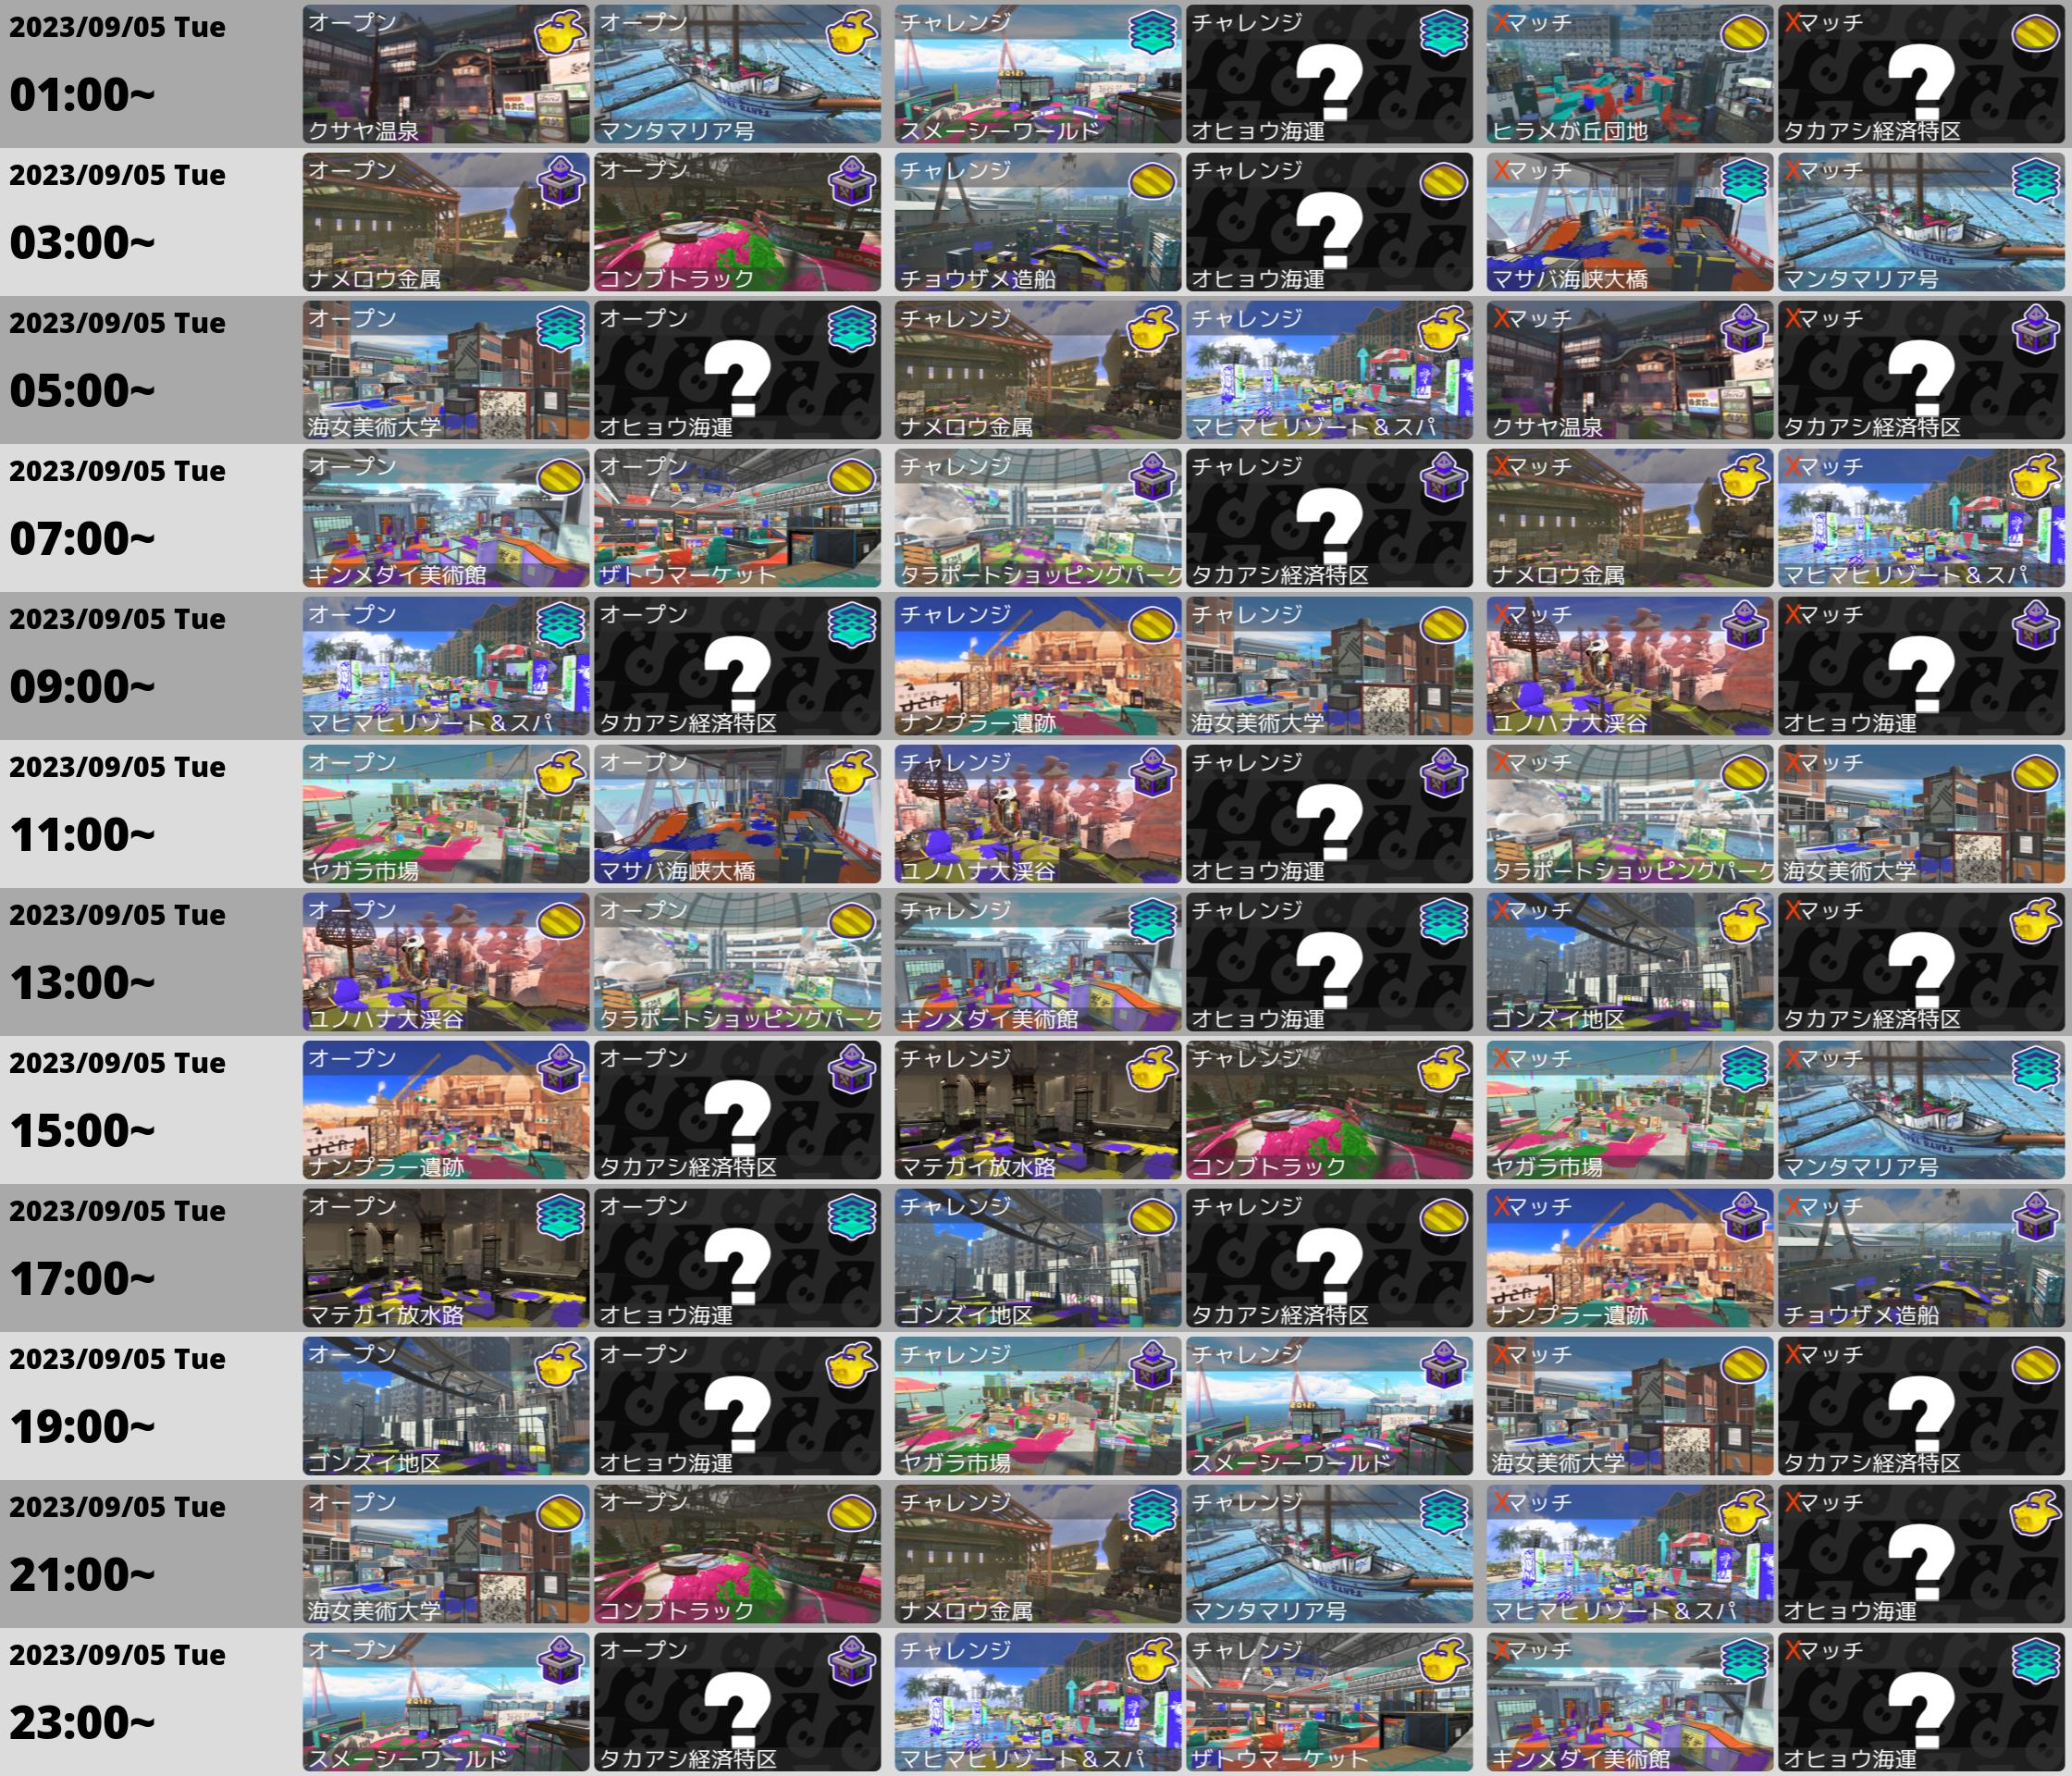 2023/09/05 Tue
01:00~
オープン
クサヤ温泉
オープン
マンタマリア号
チャレンジ
スメーシーワールド
チャレンジ
オヒョウ海運
Xマッチ
ヒラメが丘団地
Xマッチ
タカアシ経済特区
2023/09/05 Tue
03:00~
オープン
ナメロウ金属
オープン
コンブトラック
チャレンジ
チョウザメ造船
チャレンジ
オヒョウ海運
Xマッチ
マサバ海峡大橋
Xマッチ
マンタマリア号
2023/09/05 Tue
05:00~
オープン
海女美術大学
オープン
オヒョウ海運
チャレンジ
ナメロウ金属
チャレンジ
マヒマヒリゾート＆スパ
Xマッチ
クサヤ温泉
Xマッチ
タカアシ経済特区
2023/09/05 Tue
07:00~
オープン
キンメダイ美術館
オープン
ザトウマーケット
チャレンジ
タラポートショッピングパーク
チャレンジ
タカアシ経済特区
Xマッチ
ナメロウ金属
Xマッチ
マヒマヒリゾート＆スパ
2023/09/05 Tue
09:00~
オープン
マヒマヒリゾート＆スパ
オープン
タカアシ経済特区
チャレンジ
ナンプラー遺跡
チャレンジ
海女美術大学
Xマッチ
ユノハナ大渓谷
Xマッチ
オヒョウ海運
2023/09/05 Tue
11:00~
オープン
ヤガラ市場
オープン
マサバ海峡大橋
チャレンジ
ユノハナ大渓谷
チャレンジ
オヒョウ海運
Xマッチ
タラポートショッピングパーク
Xマッチ
海女美術大学
2023/09/05 Tue
13:00~
オープン
ユノハナ大渓谷
オープン
タラポートショッピングパーク
チャレンジ
キンメダイ美術館
チャレンジ
オヒョウ海運
Xマッチ
ゴンズイ地区
Xマッチ
タカアシ経済特区
2023/09/05 Tue
15:00~
オープン
ナンプラー遺跡
オープン
タカアシ経済特区
チャレンジ
マテガイ放水路
チャレンジ
コンブトラック
Xマッチ
ヤガラ市場
Xマッチ
マンタマリア号
2023/09/05 Tue
17:00~
オープン
マテガイ放水路
オープン
オヒョウ海運
チャレンジ
ゴンズイ地区
チャレンジ
タカアシ経済特区
Xマッチ
ナンプラー遺跡
Xマッチ
チョウザメ造船
2023/09/05 Tue
19:00~
オープン
ゴンズイ地区
オープン
オヒョウ海運
チャレンジ
ヤガラ市場
チャレンジ
スメーシーワールド
Xマッチ
海女美術大学
Xマッチ
タカアシ経済特区
2023/09/05 Tue
21:00~
オープン
海女美術大学
オープン
コンブトラック
チャレンジ
ナメロウ金属
チャレンジ
マンタマリア号
Xマッチ
マヒマヒリゾート＆スパ
Xマッチ
オヒョウ海運
2023/09/05 Tue
23:00~
オープン
スメーシーワールド
オープン
タカアシ経済特区
チャレンジ
マヒマヒリゾート＆スパ
チャレンジ
ザトウマーケット
Xマッチ
キンメダイ美術館
Xマッチ
オヒョウ海運